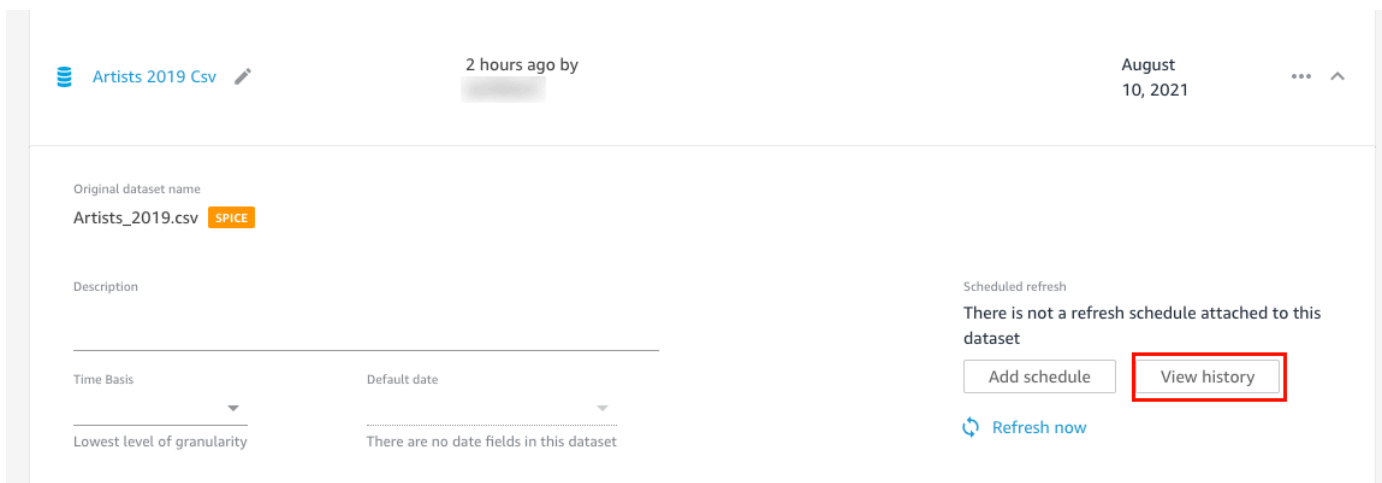 Artists 2019 Csv
2 hours ago by
August
10, 2021
Original dataset name
Artists_2019.csv SPICE
Description
Scheduled refresh
There is not a refresh schedule attached to this
dataset
Add schedule View history
Time Basis
Default date
Refresh now
Lowest level of granularity
There are no date fields in this dataset